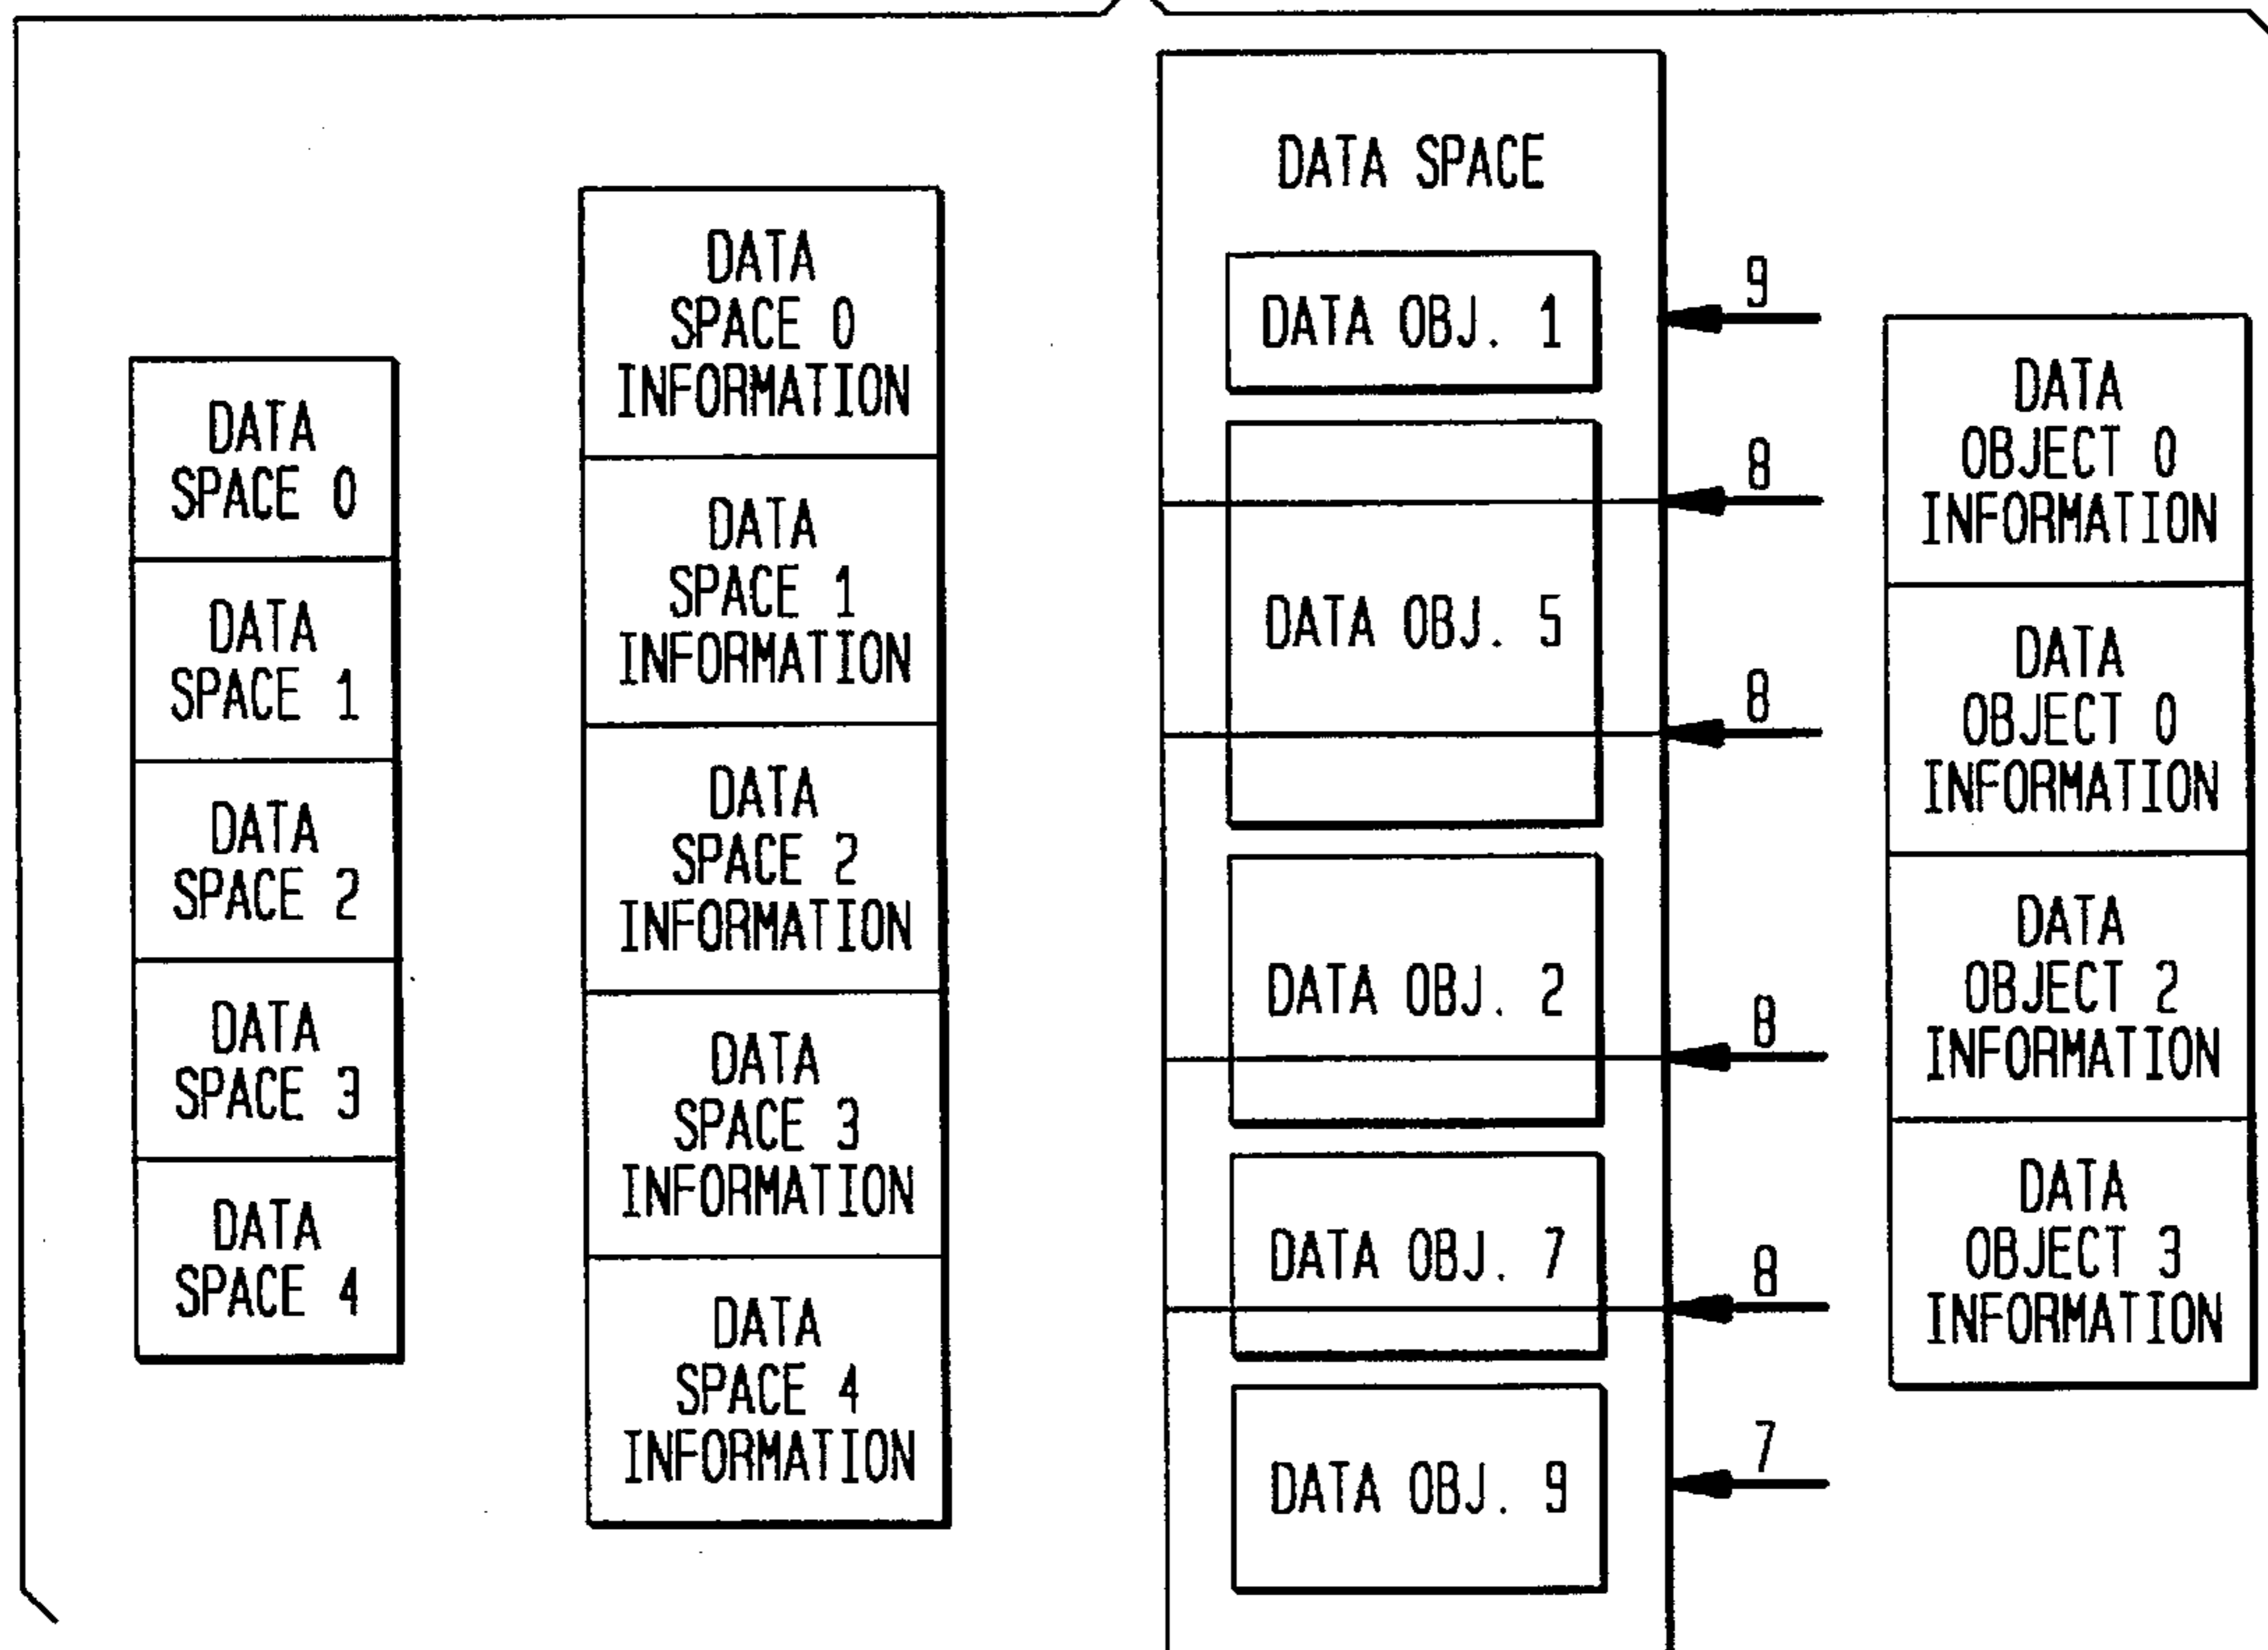 DATA
SPACE 0
DATA
SPACE 1
DATA
SPACE 2
DATA
SPACE 3
DATA
SPACE 4
DATA
SPACE 0
INFORMATION
DATA
SPACE 1
INFORMATION
DATA
SPACE 2
INFORMATION
DATA
SPACE 3
INFORMATION
DATA
SPACE 4
INFORMATION
DATA SPACE
DATA OBJ. 1
DATA OBJ. 5
DATA OBJ. 2
DATA OBJ. 7
DATA OBJ. 9
9
8
8
8
8
7
DATA
OBJECT 0
INFORMATION
DATA
OBJECT 0
INFORMATION
DATA
OBJECT 2
INFORMATION
DATA
OBJECT 3
INFORMATION